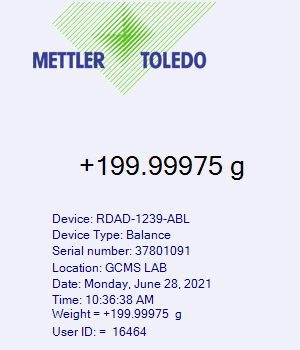 METTLER TOLEDO
+199.99975 g
Device: RDAD-1239-ABL
Device Type: Balance
Serial number: 37801091
Location: GCMS LAB
Date: Monday, June 28, 2021
Time: 10:36:38 AM
Weight = +199.99975 g
User ID: = 16464